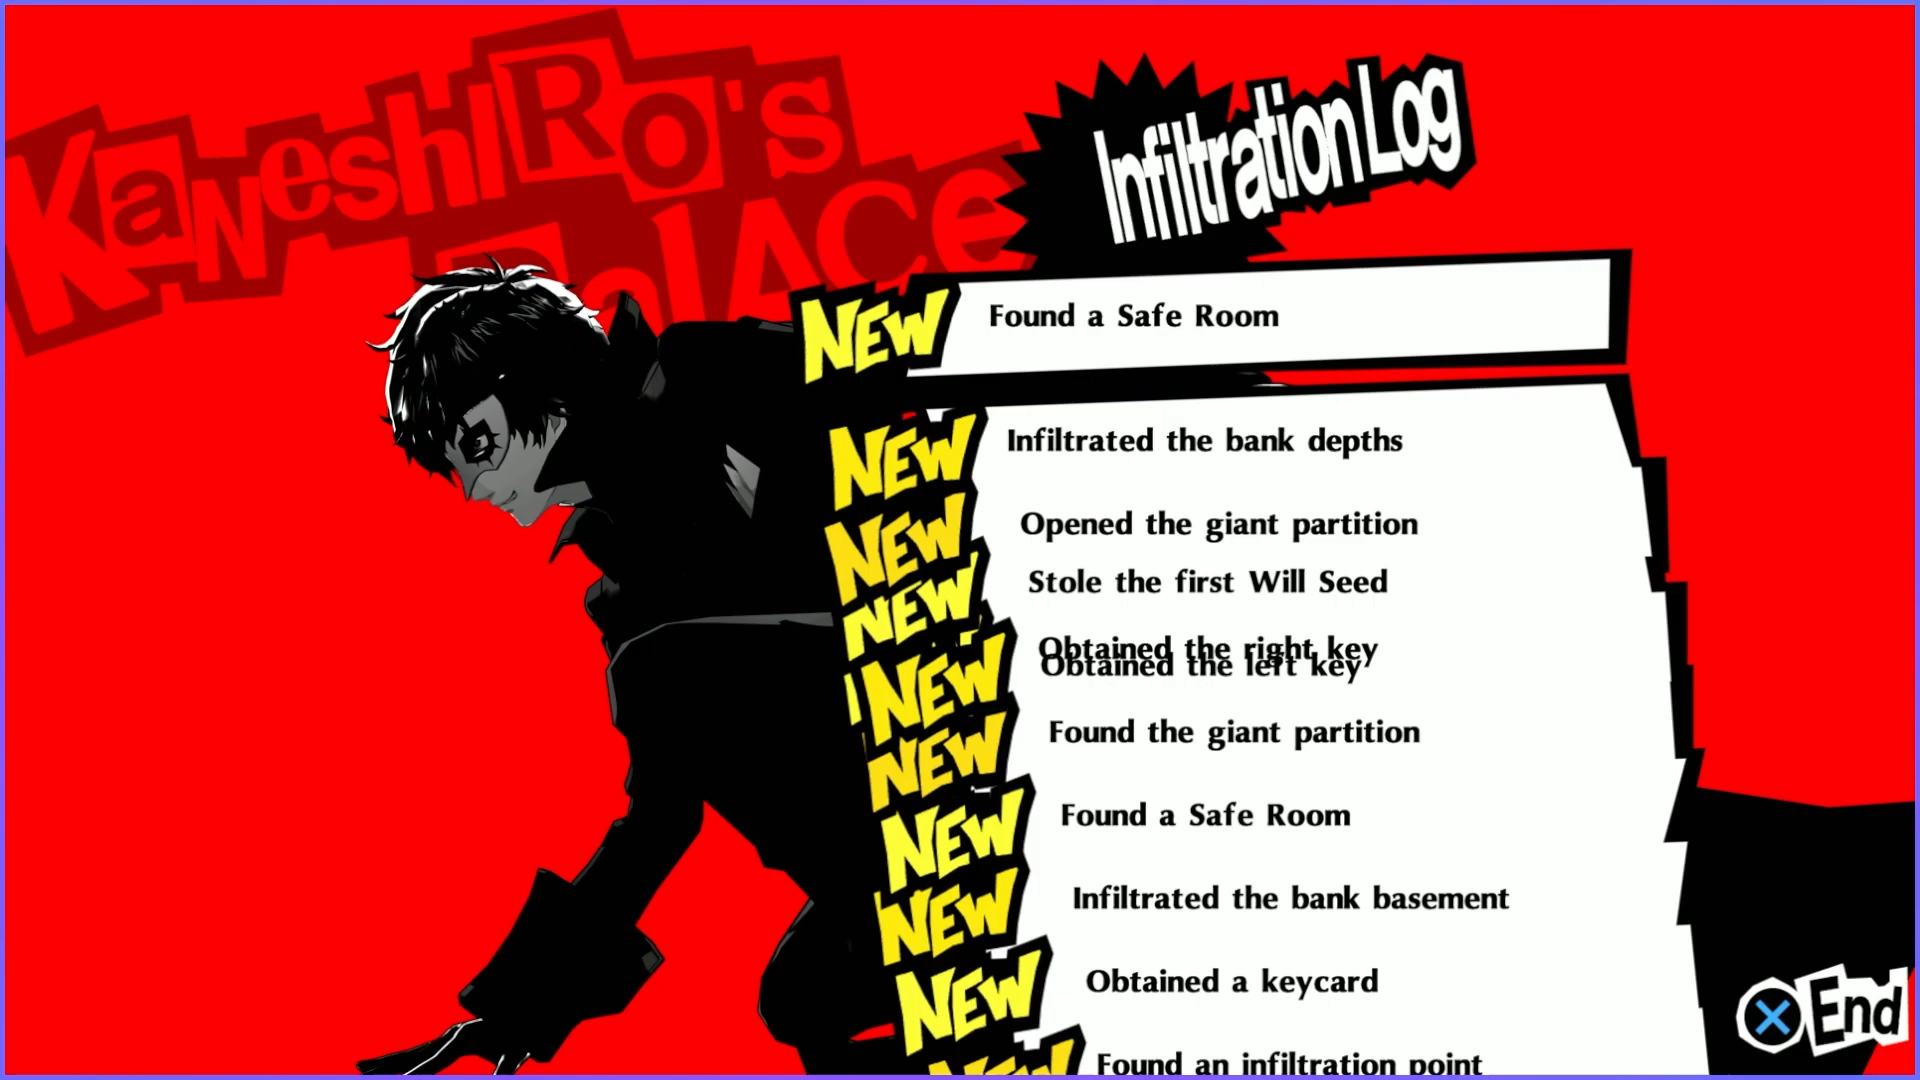 KaNeshIRo's
PalACe
Infiltration Log
NEW Found a Safe Room
NEW Infiltrated the bank depths
NEW Opened the giant partition
NEW Stole the first Will Seed
Obtained the right key
NEW Obtained the left key
NEW Found the giant partition
NEW Found a Safe Room
NEW Infiltrated the bank basement
NEW Obtained a keycard
NEW Found an infiltration point
End